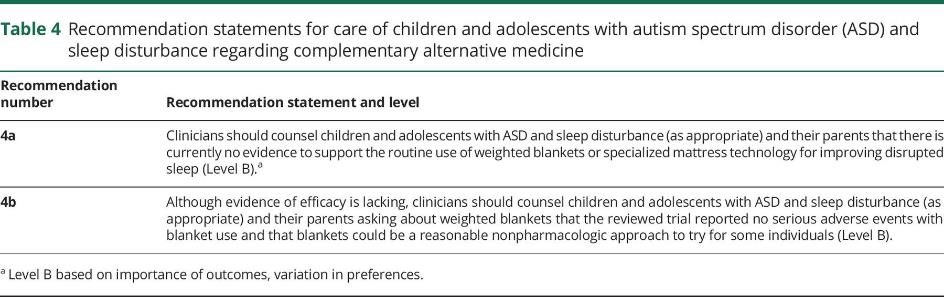 Table 4 Recommendation statements for care of children and adolescents with autism spectrum disorder (ASD) and
sleep disturbance regarding complementary alternative medicine
Recommendation
number Recommendation statement and level
4a Clinicians should counsel children and adolescents with ASD and sleep disturbance (as appropriate) and their parents that there is
currently no evidence to support the routine use of weighted blankets or specialized mattress technology for improving disrupted
sleep (Level B).a
4b Although evidence of efficacy is lacking, clinicians should counsel children and adolescents with ASD and sleep disturbance (as
appropriate) and their parents asking about weighted blankets that the reviewed trial reported no serious adverse events with
blanket use and that blankets could be a reasonable nonpharmacologic approach to try for some individuals (Level B).
a Level B based on importance of outcomes, variation in preferences.